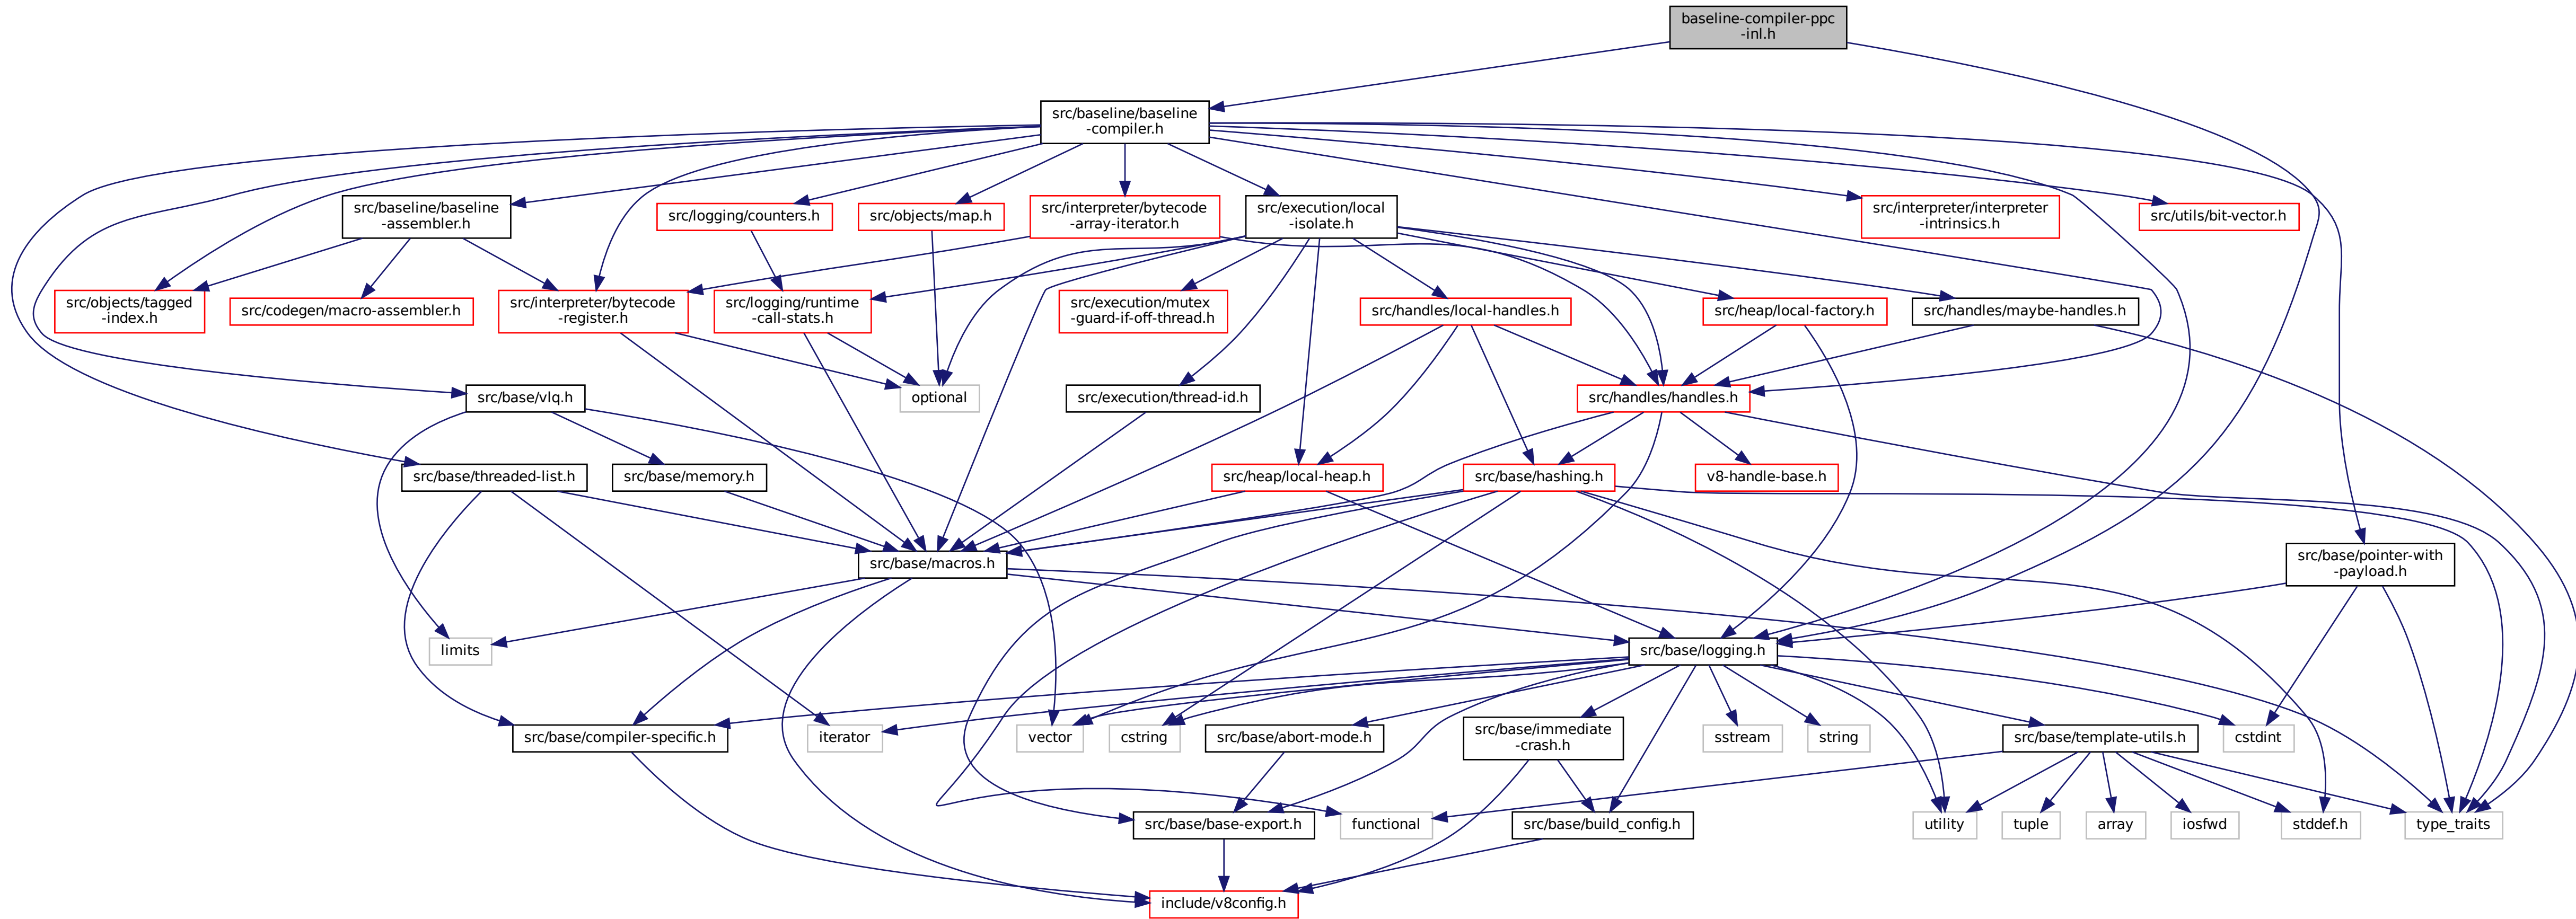 baseline-compiler-ppc
-inl.h
src/baseline/baseline
-compiler.h
src/baseline/baseline
-assembler.h
src/logging/counters.h
src/objects/map.h
src/interpreter/bytecode
-array-iterator.h
src/execution/local
-isolate.h
src/interpreter/interpreter
-intrinsics.h
src/utils/bit-vector.h
src/objects/tagged
-index.h
src/codegen/macro-assembler.h
src/interpreter/bytecode
-register.h
src/logging/runtime
-call-stats.h
src/execution/mutex
-guard-if-off-thread.h
src/handles/local-handles.h
src/heap/local-factory.h
src/handles/maybe-handles.h
src/base/vlq.h
optional
src/execution/thread-id.h
src/handles/handles.h
src/base/threaded-list.h
src/base/memory.h
src/heap/local-heap.h
src/base/hashing.h
v8-handle-base.h
src/base/macros.h
src/base/pointer-with
-payload.h
limits
src/base/logging.h
src/base/compiler-specific.h
iterator
vector
cstring
src/base/abort-mode.h
src/base/immediate
-crash.h
sstream
string
src/base/template-utils.h
cstdint
src/base/base-export.h
functional
src/base/build_config.h
utility
tuple
array
iosfwd
stddef.h
type_traits
include/v8config.h